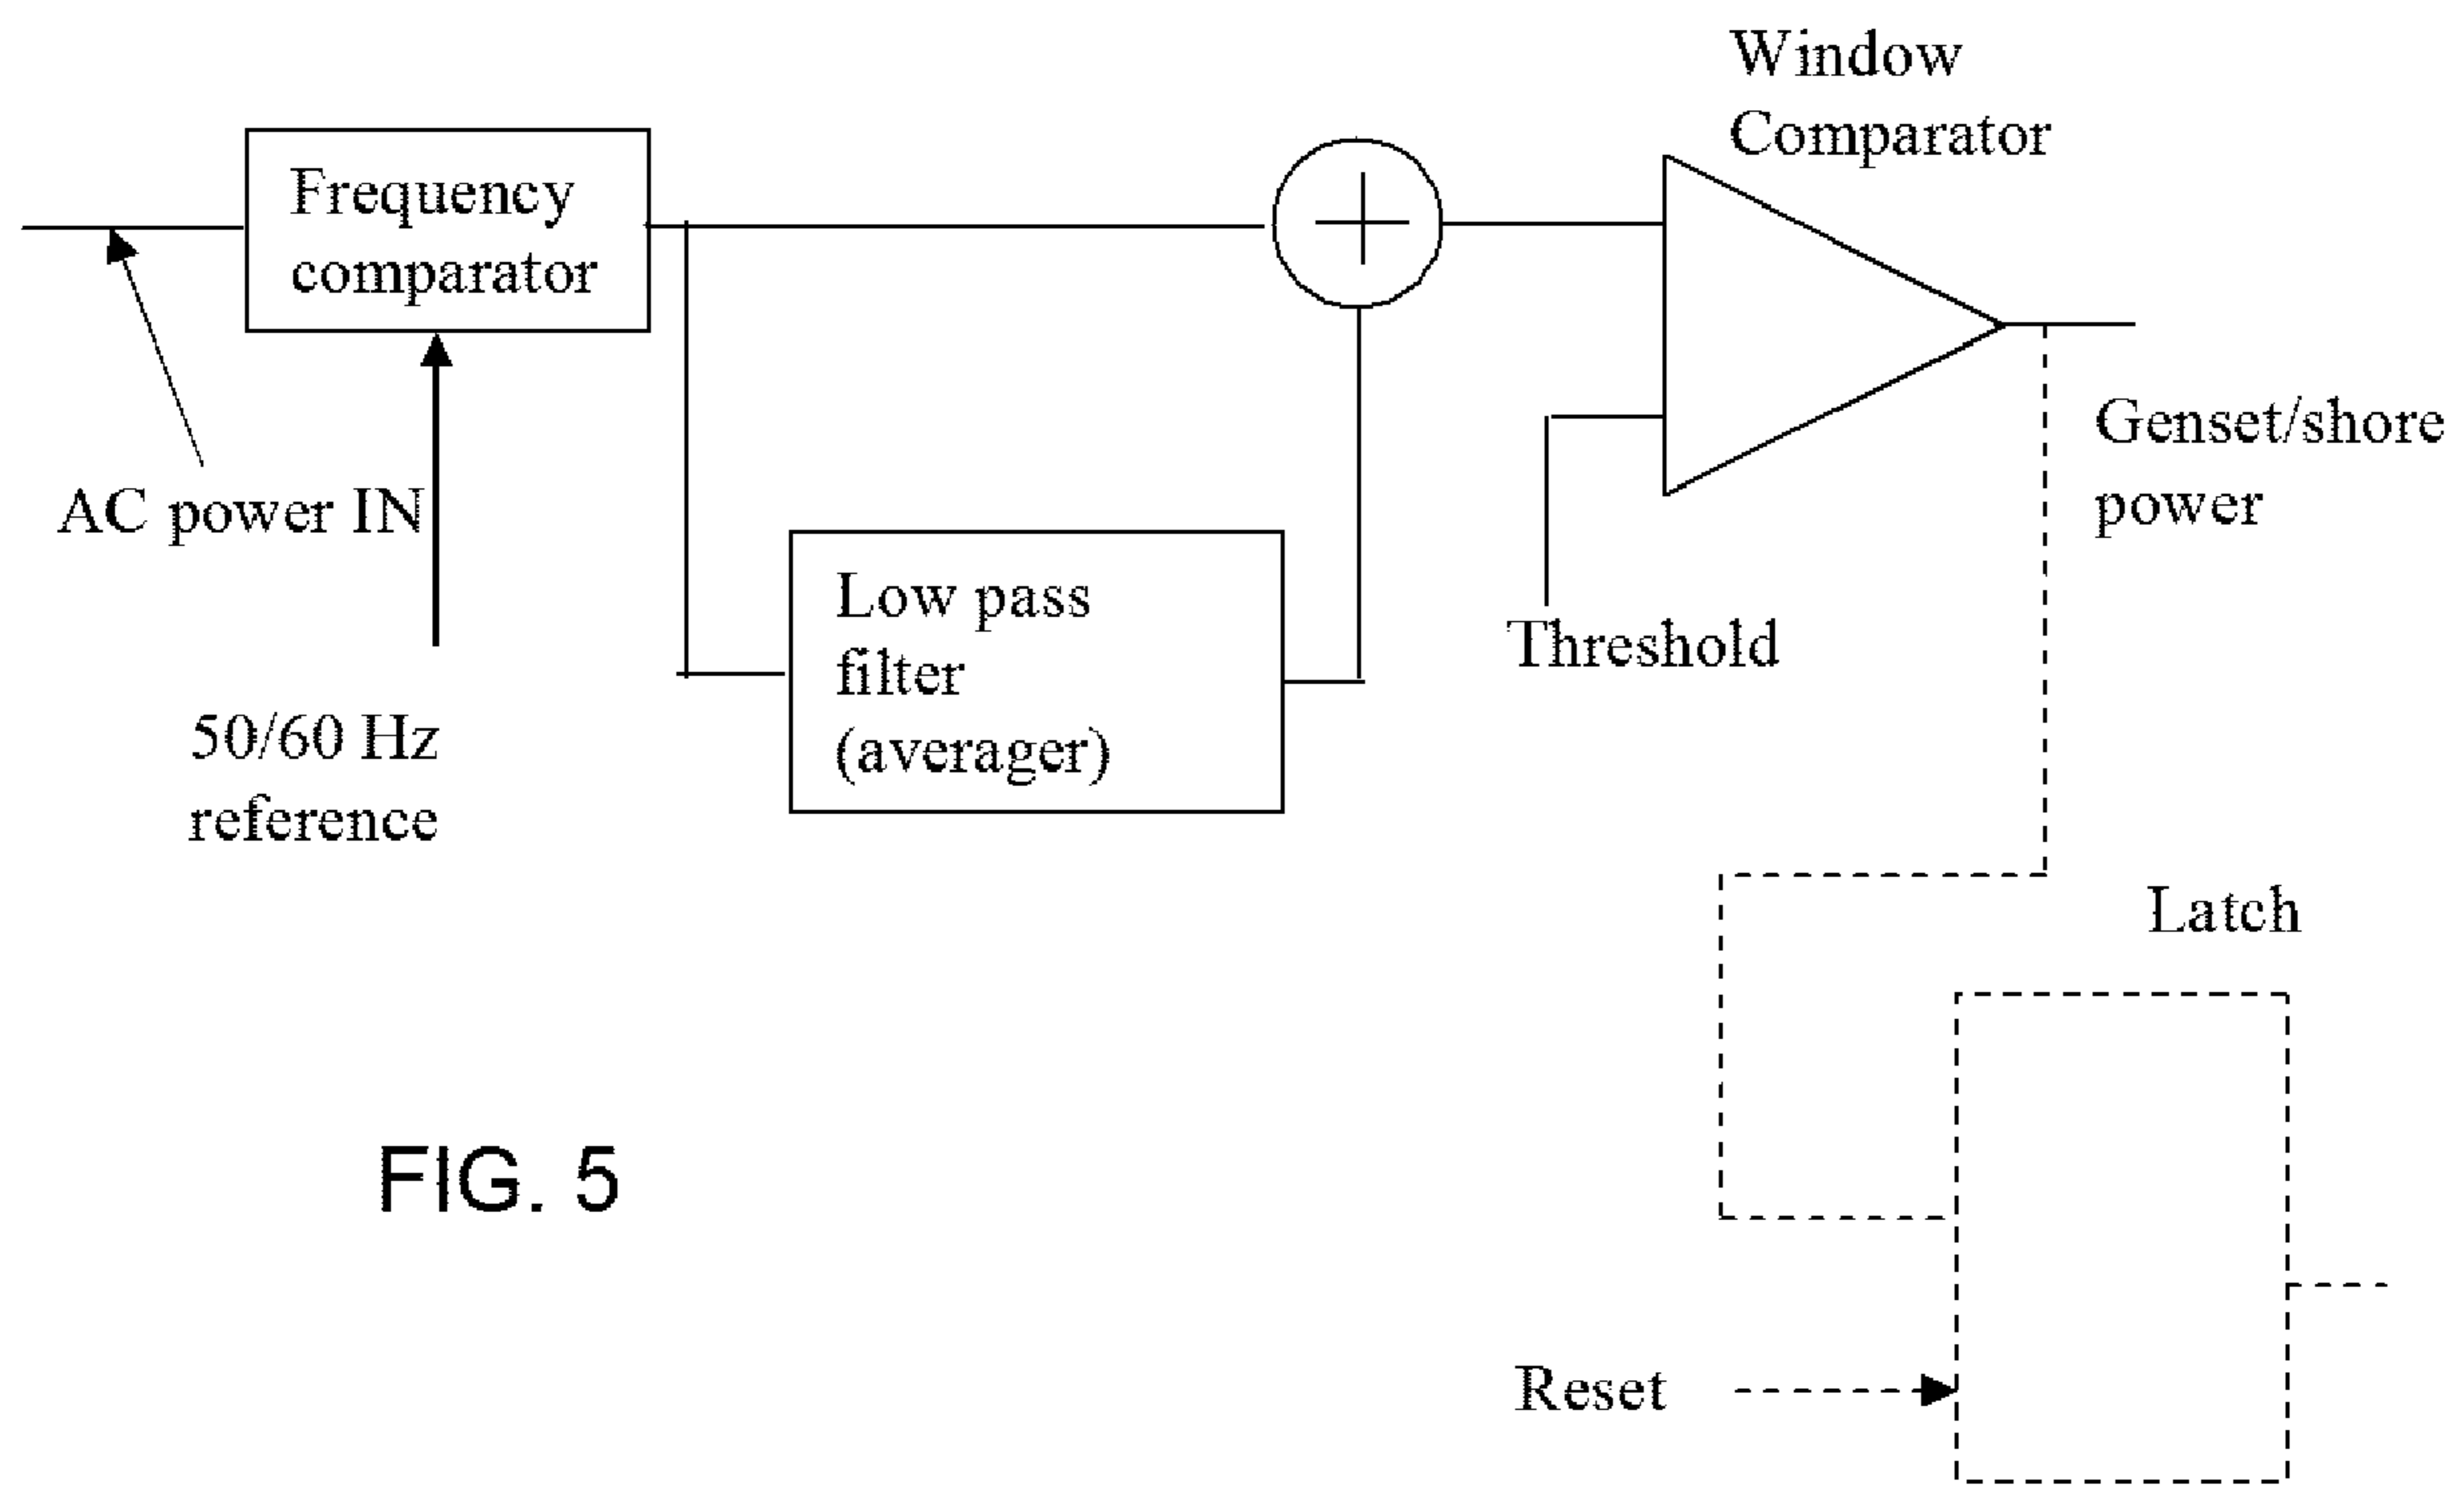 Window
Comparator
Frequency
comparator
AC power IN
Genset/shore
power
Low pass
filter
(averager)
Threshold
50/60 Hz
reference
Latch
FIG. 5
Reset